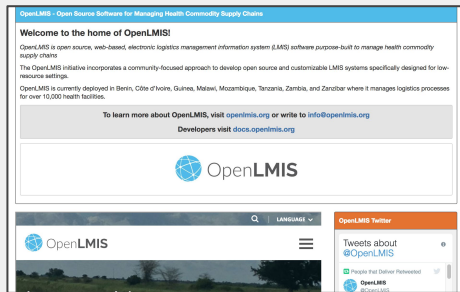 OpenLMIS - Open Source Software for Managing Health Commodity Supply Chains
Welcome to the home of OpenLMIS!
OpenLMIS is open source, web-based, electronic logistics management information system (LMIS) software purpose-built to manage health commodity
supply chains
The OpenLMIS initiative incorporates a community-focused approach to develop open source and customizable LMIS systems specifically designed for low-
resource settings.
OpenLMIS is currently deployed in Benin, Côte d'Ivoire, Guinea, Malawi, Mozambique, Tanzania, Zambia, and Zanzibar where it manages logistics processes
for over 10,000 health facilities.
To learn more about OpenLMIS, visit openlmis.org or write to info@openlmis.org
Developers visit docs.openlmis.org
OpenLMIS
LANGUAGE
OpenLMIS
OpenLMIS Twitter
Tweets about
@OpenLMIS
People that Deliver Retweeted
OpenLMIS
@OpenLMIS